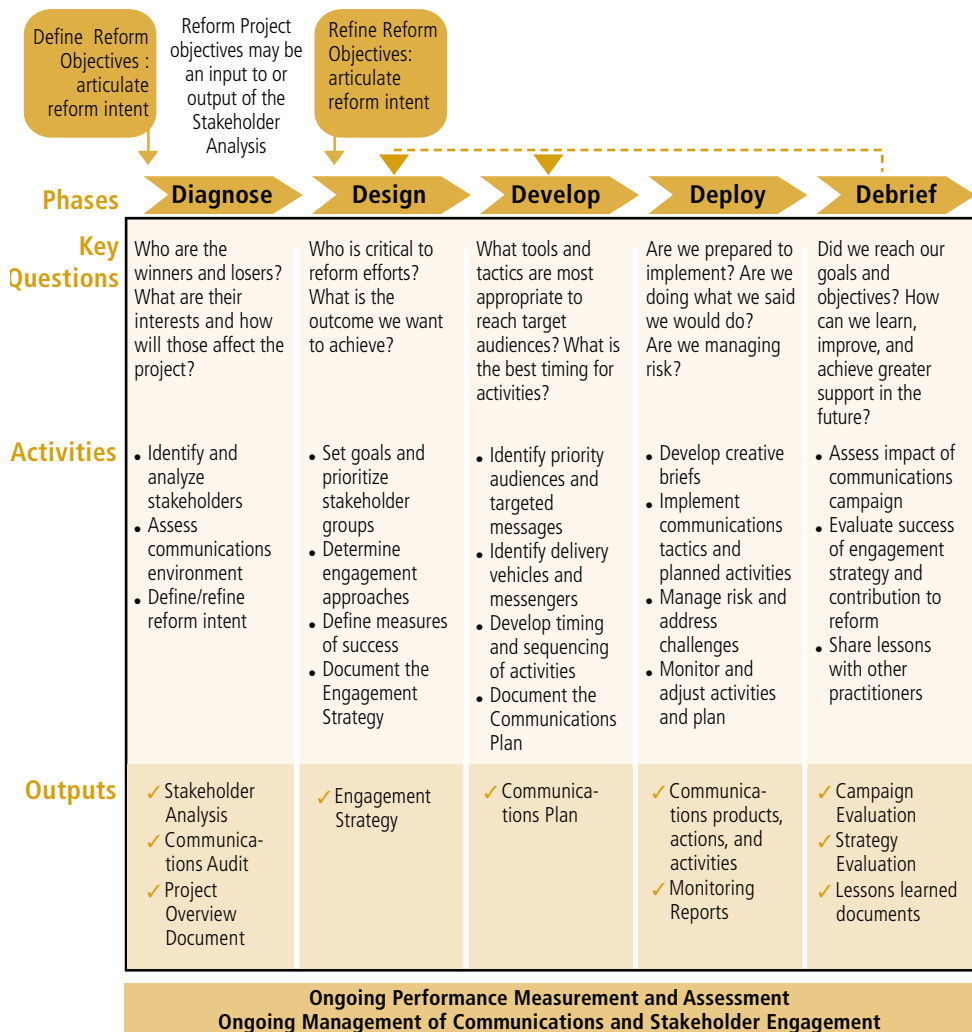 Define Reform
Objectives :
articulate
reform intent
Reform Project
objectives may be
an input to or
output of the
Stakeholder
Analysis
Refine Reform
Objectives:
articulate
reform intent
Phases
Diagnose
Design
Develop
Deploy
Debrief
Key
Questions
Who are the
winners and losers?
What are their
interests and how
will those affect the
project?
Who is critical to
reform efforts?
What is the
outcome we want
to achieve?
What tools and
tactics are most
appropriate to
reach target
audiences? What is
the best timing for
activities?
Are we prepared to
implement? Are we
doing what we said
we would do?
Are we managing
risk?
Did we reach our
goals and
objectives? How
can we learn,
improve, and
achieve greater
support in the
future?
Activities
• Identify and
analyze
stakeholders
• Assess
communications
environment
• Define/refine
reform intent
• Set goals and
prioritize
stakeholder
groups
• Determine
engagement
approaches
• Define measures
of success
• Document the
Engagement
Strategy
• Identify priority
audiences and
targeted
messages
• Identify delivery
vehicles and
messengers
• Develop timing
and sequencing
of activities
• Document the
Communications
Plan
• Develop creative
briefs
• Implement
communications
tactics and
planned activities
• Manage risk and
address
challenges
• Monitor and
adjust activities
and plan
• Assess impact of
communications
campaign
• Evaluate success
of engagement
strategy and
contribution to
reform
• Share lessons
with other
practitioners
Outputs
✓ Stakeholder
Analysis
✓ Communica-
tions Audit
✓ Project
Overview
Document
✓ Engagement
Strategy
✓ Communica-
tions Plan
✓ Communica-
tions products,
actions, and
activities
✓ Monitoring
Reports
✓ Campaign
Evaluation
✓ Strategy
Evaluation
✓ Lessons learned
documents
Ongoing Performance Measurement and Assessment
Ongoing Management of Communications and Stakeholder Engagement